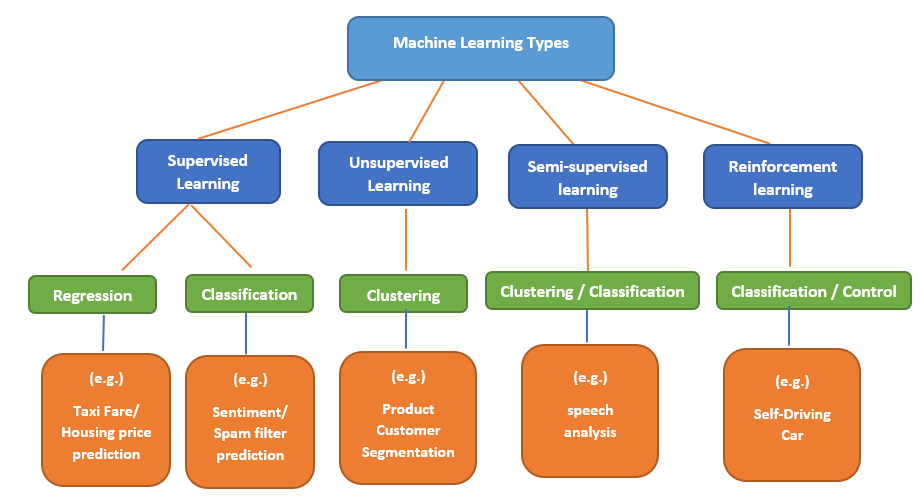 Machine Learning Types
Supervised
Learning
Unsupervised
Learning
Semi-supervised
learning
Reinforcement
learning
Regression
Classification
Clustering
Clustering / Classification
Classification / Control
(e.g.)
Taxi Fare/
Housing price
prediction
(e.g.)
Sentiment/
Spam filter
prediction
(e.g.)
Product
Customer
Segmentation
(e.g.)
speech
analysis
(e.g.)
Self-Driving
Car